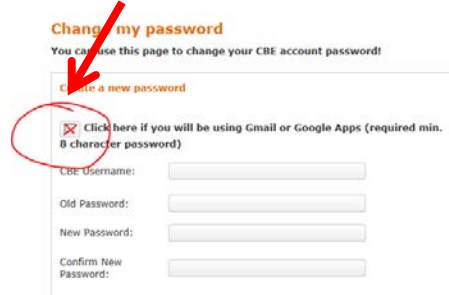 Change my password
You can use this page to change your CBE account password!
Create a new password
Click here if you will be using Gmail or Google Apps (required min.
8 character password)
CBE Username:
Old Password:
New Password:
Confirm New
Password: